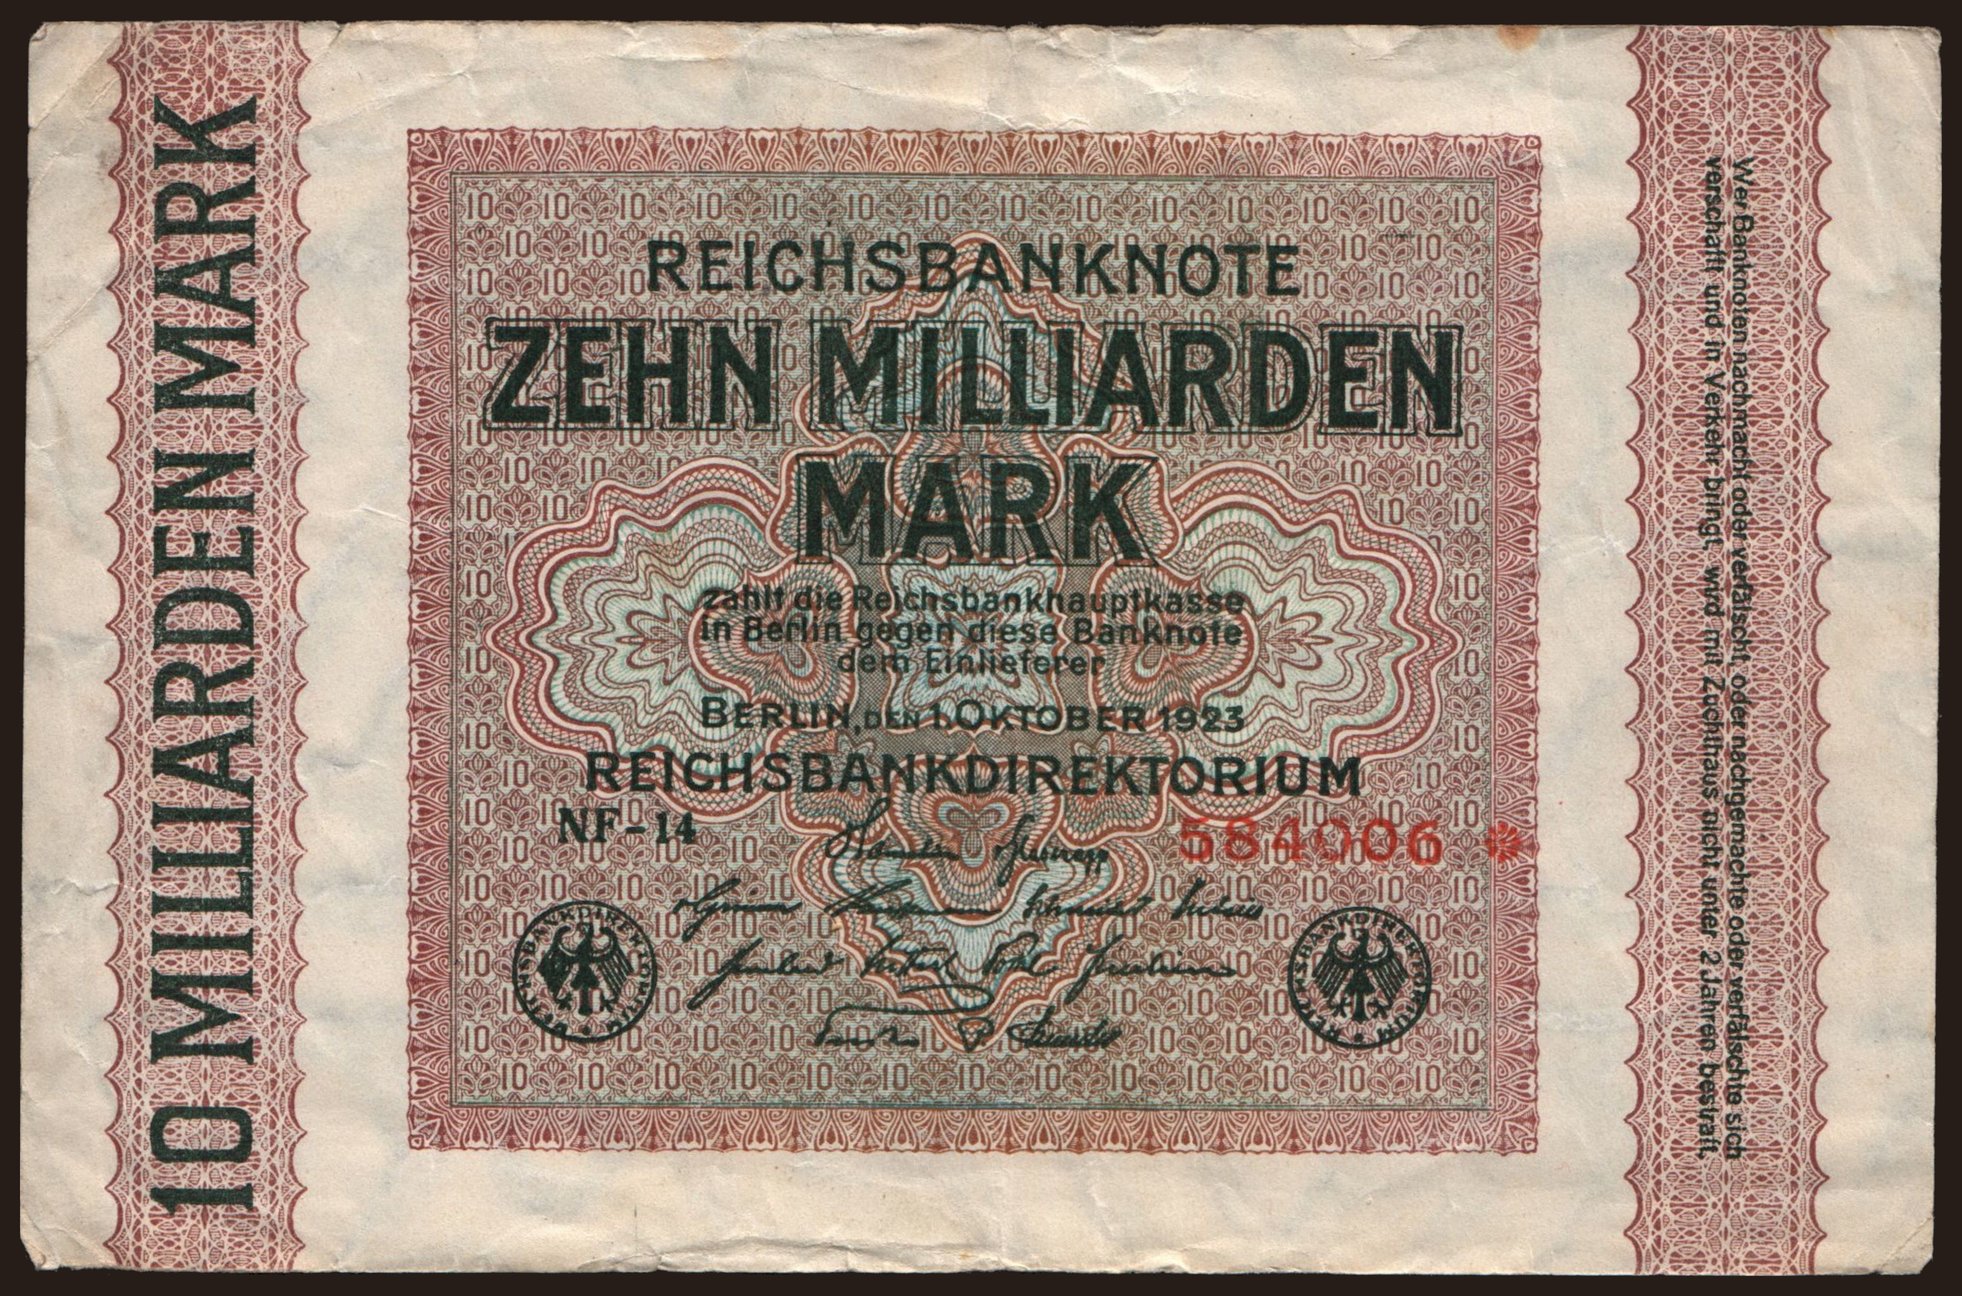 10 MILLIARDEN MARK
REICHSBANKNOTE
ZEHN MILLIARDEN
MARK
zahlt die Reichsbankhauptkasse
in Berlin gegen diese Banknote
dem Einlieferer
BERLIN, DEN 1. OKTOBER 1923
REICHSBANKDIREKTORIUM
NF-14
584006 *
REICHSBANKDIREKTORIUM
REICHSBANKDIREKTORIUM
Wer Banknoten nachmacht oder verfälscht, oder nachgemachte oder verfälschte sich
verschafft und in Verkehr bringt, wird mit Zuchthaus nicht unter 2 Jahren bestraft.